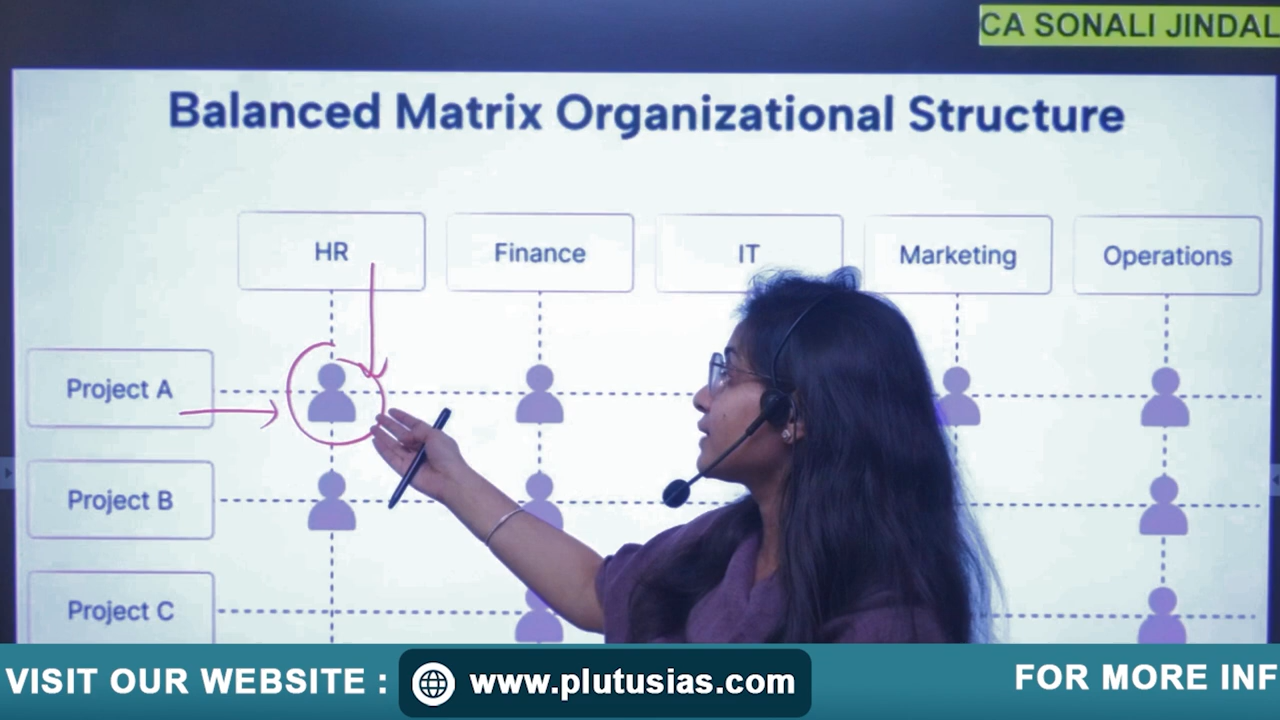 CA SONALI JINDAL
Balanced Matrix Organizational Structure
HR
Finance
IT
Marketing
Operations
Project A
Project B
Project C
VISIT OUR WEBSITE :
www.plutusias.com
FOR MORE INF